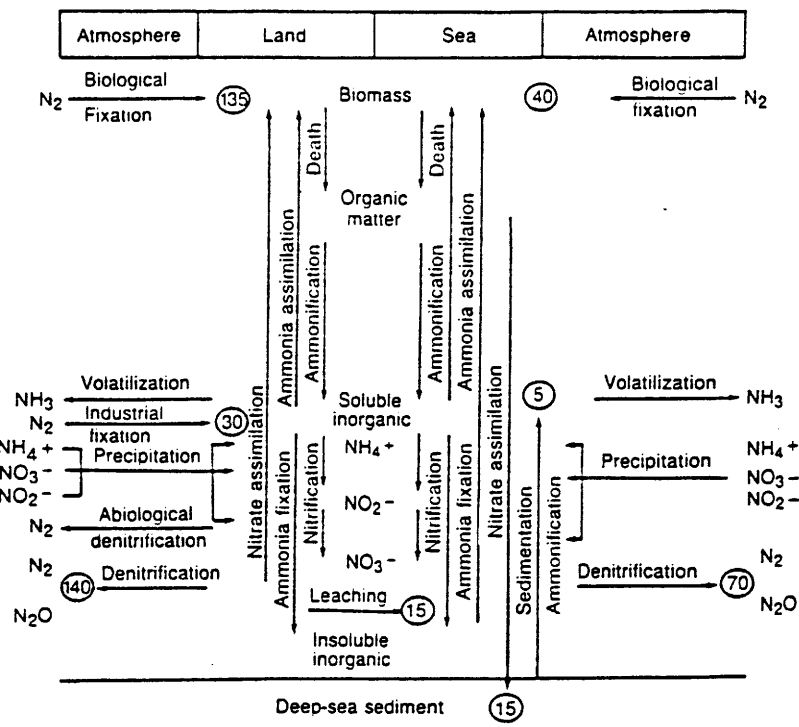 Atmosphere Land Sea Atmosphere
N2 Biological Fixation 135 Biomass 40 Biological fixation N2
Death Death
Organic
matter
Nitrate assimilation
Ammonia assimilation
Ammonification
Ammonification
Ammonia assimilation
Nitrate assimilation
NH3 Volatilization
N2 Industrial fixation 30
Soluble
inorganic
5 Volatilization NH3
NH4+
NO3−
NO2−
Precipitation
NH4+
NO2−
NO3−
Precipitation
NH4+
NO3−
NO2−
N2 Abiological
denitrification
Ammonia fixation
Nitrification
Nitrification
Ammonia fixation
Sedimentation
Ammonification
N2
140 Denitrification
N2O
Leaching 15
Denitrification 70
N2
N2O
Insoluble
inorganic
Deep-sea sediment 15